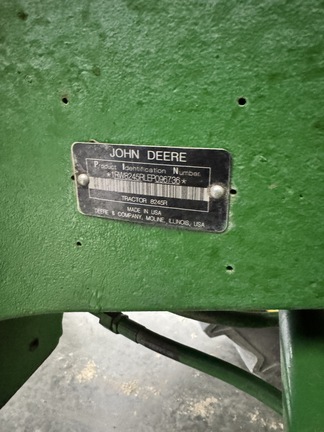 JOHN DEERE
Product Identification Number
*1RW8245RLEP096736*
TRACTOR 8245R
MADE IN USA
DEERE & COMPANY, MOLINE, ILLINOIS, USA